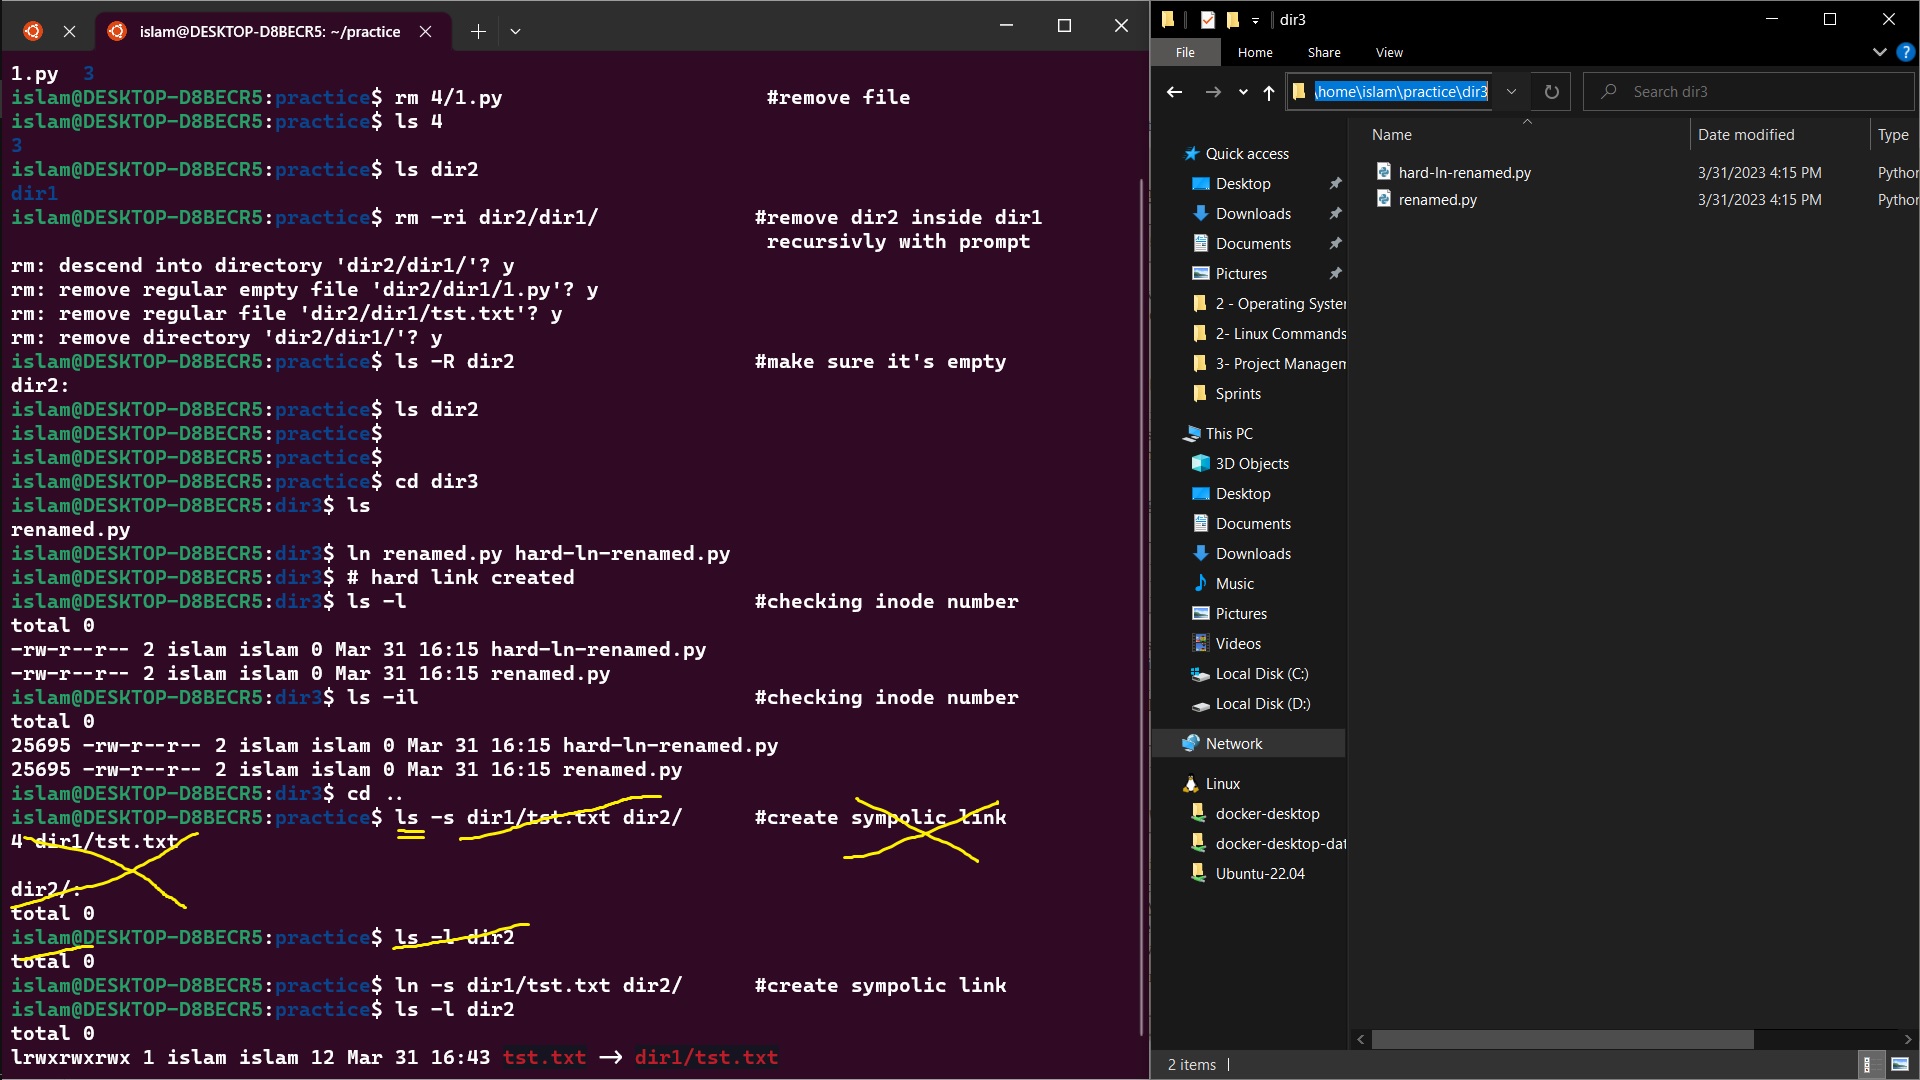 islam@DESKTOP-D8BECR5: ~/practice
1.py  3
islam@DESKTOP-D8BECR5:practice$ rm 4/1.py                      #remove file
islam@DESKTOP-D8BECR5:practice$ ls 4
3
islam@DESKTOP-D8BECR5:practice$ ls dir2
dir1
islam@DESKTOP-D8BECR5:practice$ rm -ri dir2/dir1/             #remove dir2 inside dir1
recursivly with prompt
rm: descend into directory 'dir2/dir1/'? y
rm: remove regular empty file 'dir2/dir1/1.py'? y
rm: remove regular file 'dir2/dir1/tst.txt'? y
rm: remove directory 'dir2/dir1/'? y
islam@DESKTOP-D8BECR5:practice$ ls -R dir2                    #make sure it's empty
dir2:
islam@DESKTOP-D8BECR5:practice$ ls dir2
islam@DESKTOP-D8BECR5:practice$
islam@DESKTOP-D8BECR5:practice$
islam@DESKTOP-D8BECR5:practice$ cd dir3
islam@DESKTOP-D8BECR5:dir3$ ls
renamed.py
islam@DESKTOP-D8BECR5:dir3$ ln renamed.py hard-ln-renamed.py
islam@DESKTOP-D8BECR5:dir3$ # hard link created
islam@DESKTOP-D8BECR5:dir3$ ls -l                             #checking inode number
total 0
-rw-r--r-- 2 islam islam 0 Mar 31 16:15 hard-ln-renamed.py
-rw-r--r-- 2 islam islam 0 Mar 31 16:15 renamed.py
islam@DESKTOP-D8BECR5:dir3$ ls -il                            #checking inode number
total 0
25695 -rw-r--r-- 2 islam islam 0 Mar 31 16:15 hard-ln-renamed.py
25695 -rw-r--r-- 2 islam islam 0 Mar 31 16:15 renamed.py
islam@DESKTOP-D8BECR5:dir3$ cd ..
islam@DESKTOP-D8BECR5:practice$ ls -s dir1/tst.txt dir2/      #create sympolic link
4 dir1/tst.txt
dir2/:
total 0
islam@DESKTOP-D8BECR5:practice$ ls -l dir2
total 0
islam@DESKTOP-D8BECR5:practice$ ln -s dir1/tst.txt dir2/      #create sympolic link
islam@DESKTOP-D8BECR5:practice$ ls -l dir2
total 0
lrwxrwxrwx 1 islam islam 12 Mar 31 16:43 tst.txt -> dir1/tst.txt
dir3
File Home Share View
\home\islam\practice\dir3
Search dir3
Name Date modified Type
hard-ln-renamed.py 3/31/2023 4:15 PM Pytho
renamed.py 3/31/2023 4:15 PM Pytho
Quick access
Desktop
Downloads
Documents
Pictures
2 - Operating Syste
2- Linux Commands
3- Project Managem
Sprints
This PC
3D Objects
Desktop
Documents
Downloads
Music
Pictures
Videos
Local Disk (C:)
Local Disk (D:)
Network
Linux
docker-desktop
docker-desktop-dat
Ubuntu-22.04
2 items